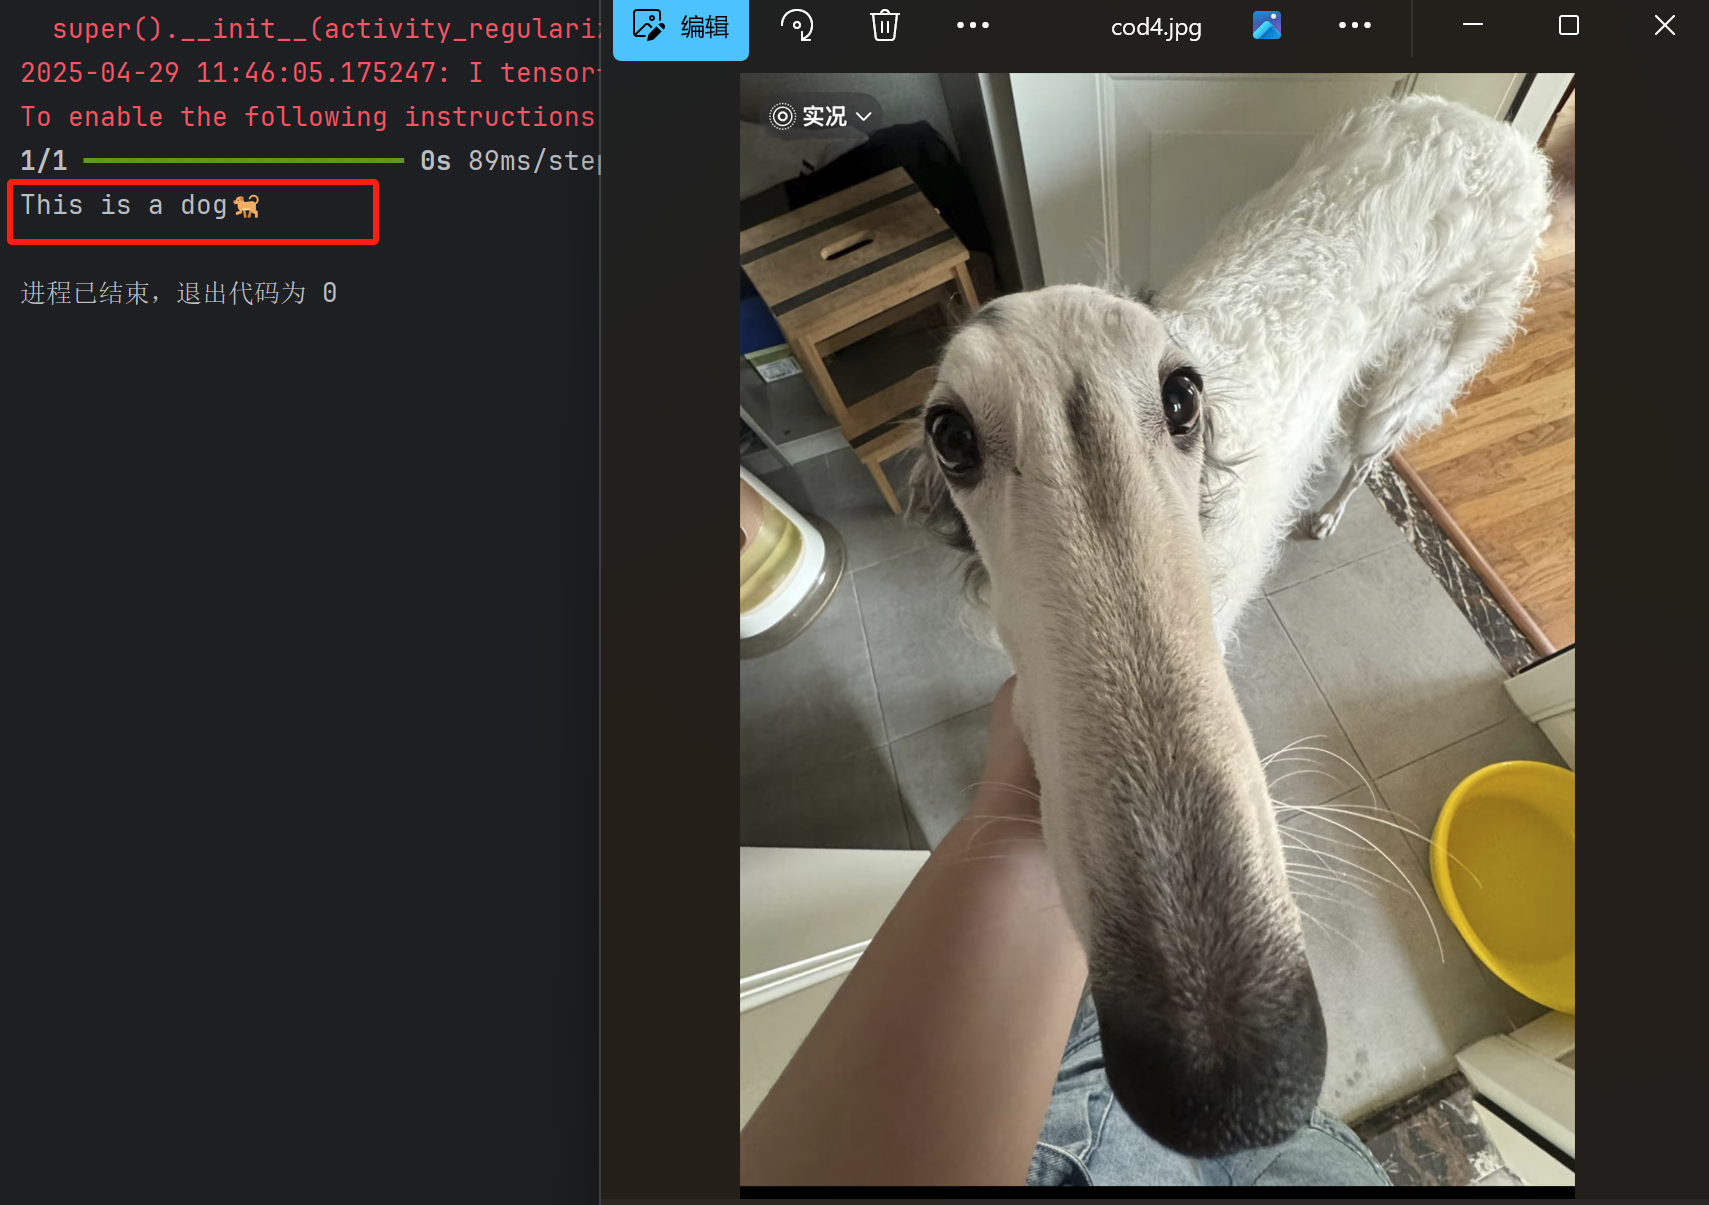 super().__init__(activity_regulari
2025-04-29 11:46:05.175247: I tensor
To enable the following instructions
1/1 0s 89ms/step
This is a dog🐕
进程已结束，退出代码为 0
编辑
cod4.jpg
实况